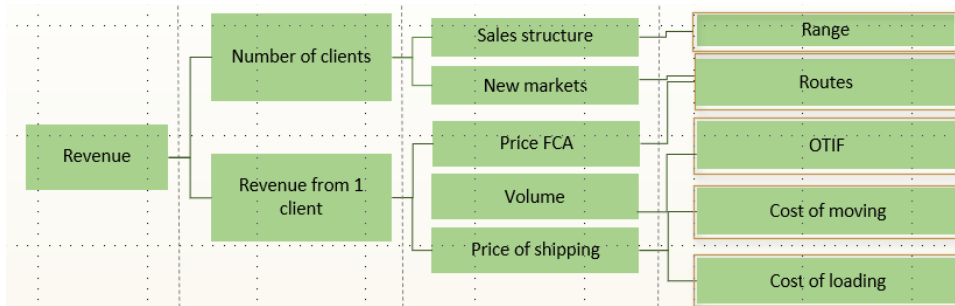 Revenue
Number of clients
Revenue from 1
client
Sales structure
New markets
Price FCA
Volume
Price of shipping
Range
Routes
OTIF
Cost of moving
Cost of loading